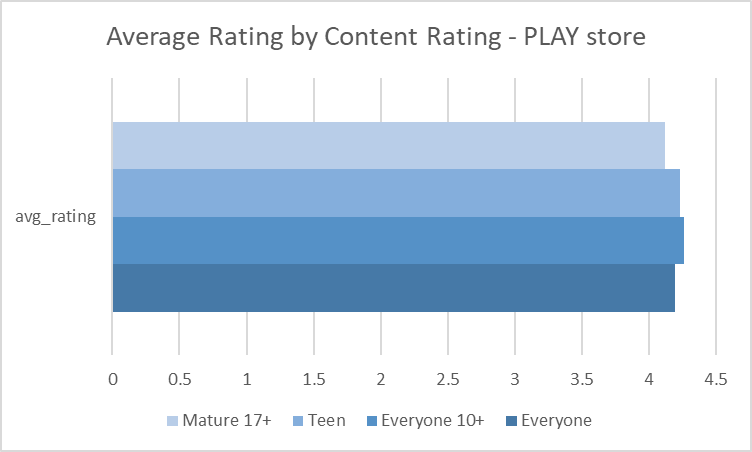 Average Rating by Content Rating - PLAY store
avg_rating
0 0.5 1 1.5 2 2.5 3 3.5 4 4.5
Mature 17+ Teen Everyone 10+ Everyone